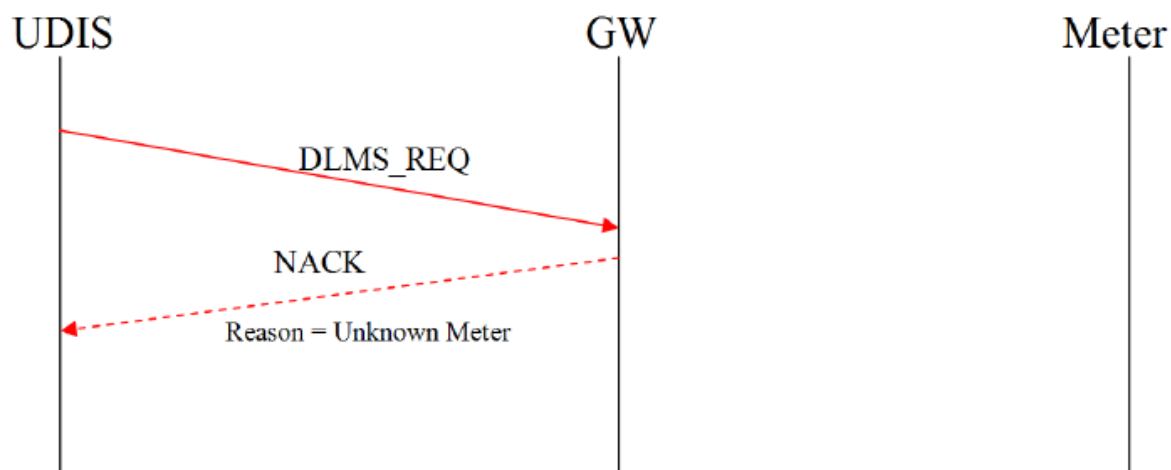 UDIS
GW
Meter
DLMS_REQ
NACK
Reason = Unknown Meter